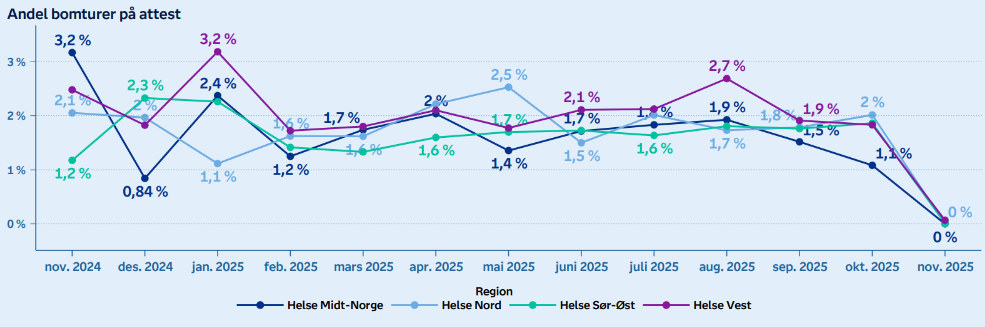 Andel bomturer på attest
3,2 % 3,2 %
2,7 %
3 %
2,3 % 2,4 % 2,5 %
2,1 % 2 % 2 % 2,1 % 1,9 % 1,9 % 2 %
2 %
1,6 % 1,7 % 1,7 % 1,7 % 1,8 % 1,5 %
1,6 % 1,6 % 1,4 % 1,5 % 1,6 % 1,7 % 1,1 %
1 %
1,2 % 0,84 % 1,1 % 1,2 %
0 %
0 %
0 %
nov. 2024 des. 2024 jan. 2025 feb. 2025 mars 2025 apr. 2025 mai 2025 juni 2025 juli 2025 aug. 2025 sep. 2025 okt. 2025 nov. 2025
Region
Helse Midt-Norge Helse Nord Helse Sør-Øst Helse Vest